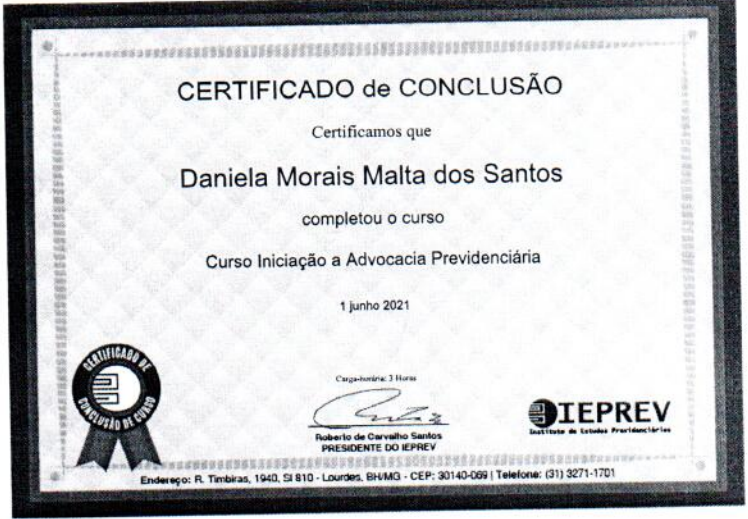 CERTIFICADO de CONCLUSÃO
Certificamos que
Daniela Morais Malta dos Santos
completou o curso
Curso Iniciação a Advocacia Previdenciária
1 junho 2021
Carga-horária: 3 Horas
CERTIFICADO DE
CONCLUSÃO DE CURSO
Roberto de Carvalho Santos
PRESIDENTE DO IEPREV
IEPREV
Instituto de Estudos Previdenciários
Endereço: R. Timbiras, 1940, Sl 810 - Lourdes, BH/MG - CEP: 30140-069 | Telefone: (31) 3271-1701